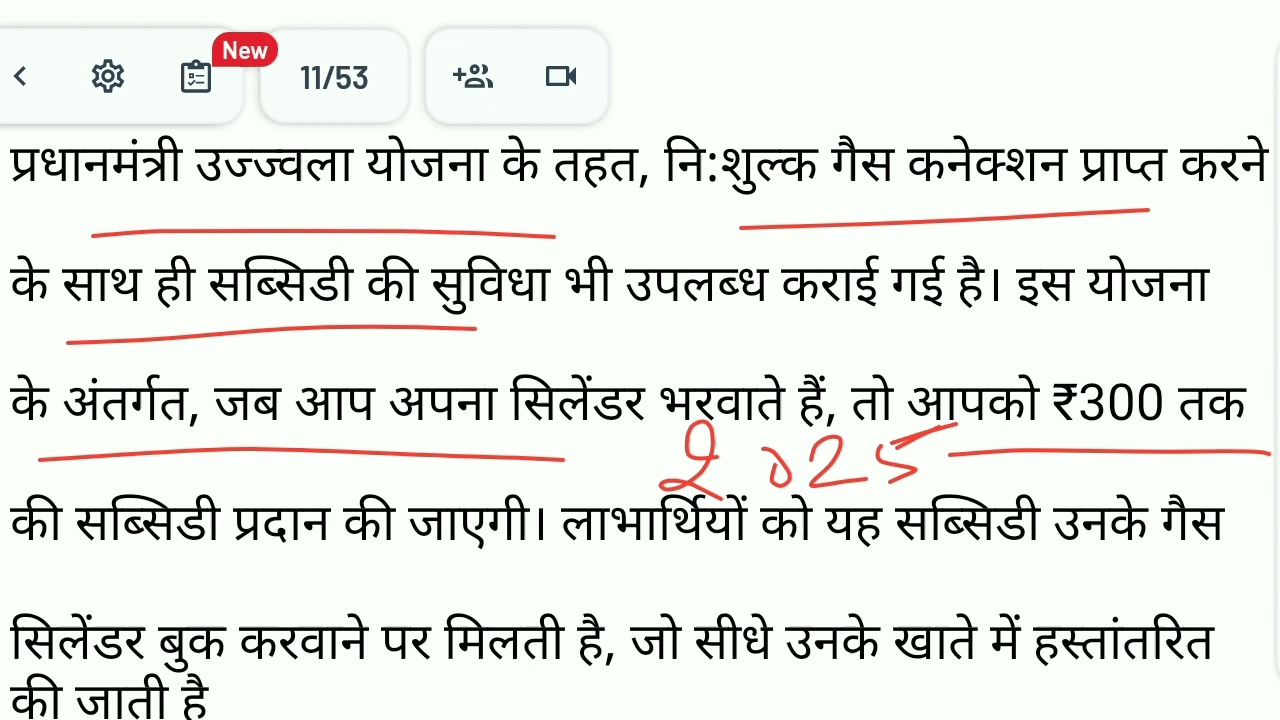 New
11/53
प्रधानमंत्री उज्ज्वला योजना के तहत, नि:शुल्क गैस कनेक्शन प्राप्त करने
के साथ ही सब्सिडी की सुविधा भी उपलब्ध कराई गई है। इस योजना
के अंतर्गत, जब आप अपना सिलेंडर भरवाते हैं, तो आपको ₹300 तक
2025
की सब्सिडी प्रदान की जाएगी। लाभार्थियों को यह सब्सिडी उनके गैस
सिलेंडर बुक करवाने पर मिलती है, जो सीधे उनके खाते में हस्तांतरित
की जाती है